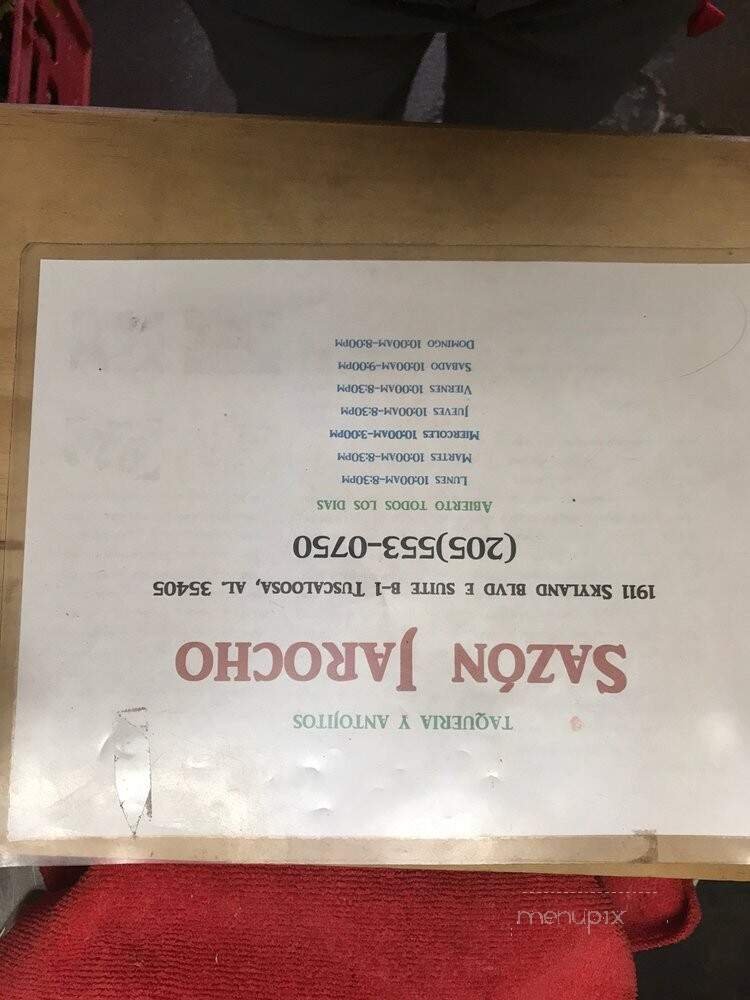 TAQUERIA Y ANTOJITOS
SAZÓN JAROCHO
1911 SKYLAND BLVD E SUITE B-1 TUSCALOOSA, AL. 35405
(205)553-0750
ABIERTO TODOS LOS DIAS
LUNES 10:00AM-8:30PM
MARTES 10:00AM-8:30PM
MIERCOLES 10:00AM-3:00PM
JUEVES 10:00AM-8:30PM
VIERNES 10:00AM-8:30PM
SABADO 10:00AM-9:00PM
DOMINGO 10:00AM-8:00PM
menupix